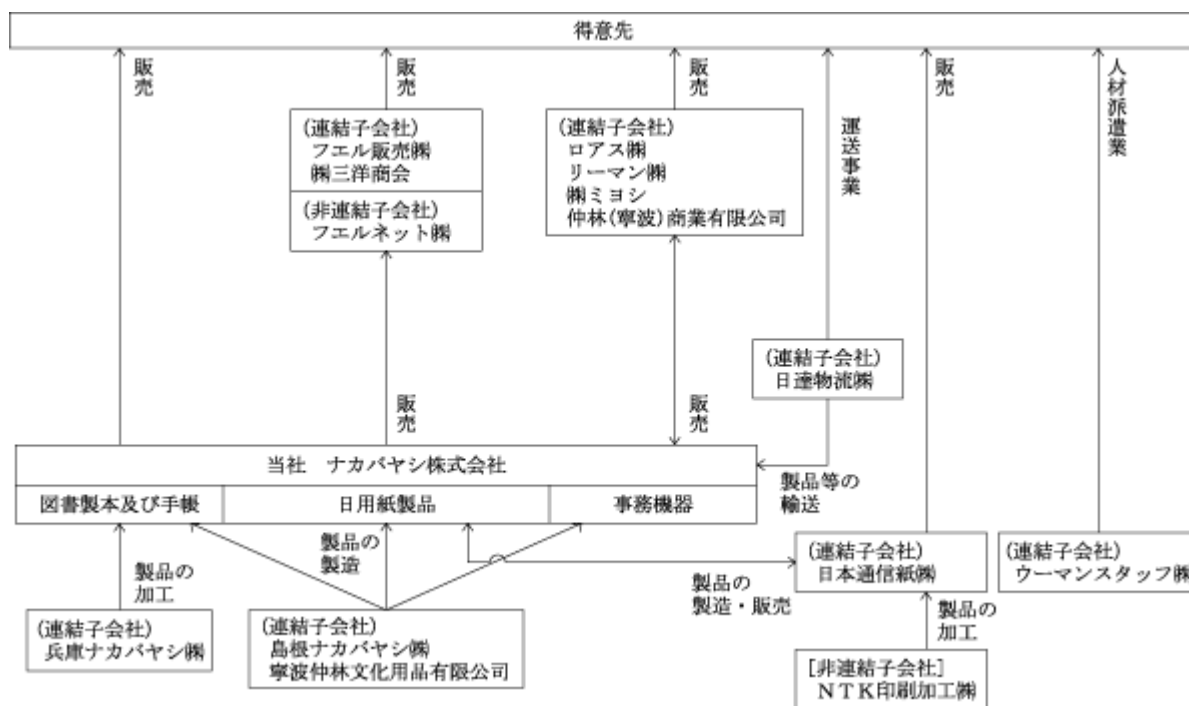 得意先
販売
販売
販売
運送事業
販売
人材派遣業
(連結子会社)
フエル販売㈱
㈱三洋商会
(非連結子会社)
フエルネット㈱
(連結子会社)
ロアス㈱
リーマン㈱
㈱ミヨシ
仲林(寧波)商業有限公司
(連結子会社)
日達物流㈱
販売
販売
当社 ナカバヤシ株式会社
図書製本及び手帳
日用紙製品
事務機器
製品等の
輸送
製品の
製造
製品の
加工
製品の
製造・販売
(連結子会社)
日本通信紙㈱
(連結子会社)
ウーマンスタッフ㈱
製品の
加工
(連結子会社)
兵庫ナカバヤシ㈱
(連結子会社)
島根ナカバヤシ㈱
寧波仲林文化用品有限公司
[非連結子会社]
NTK印刷加工㈱